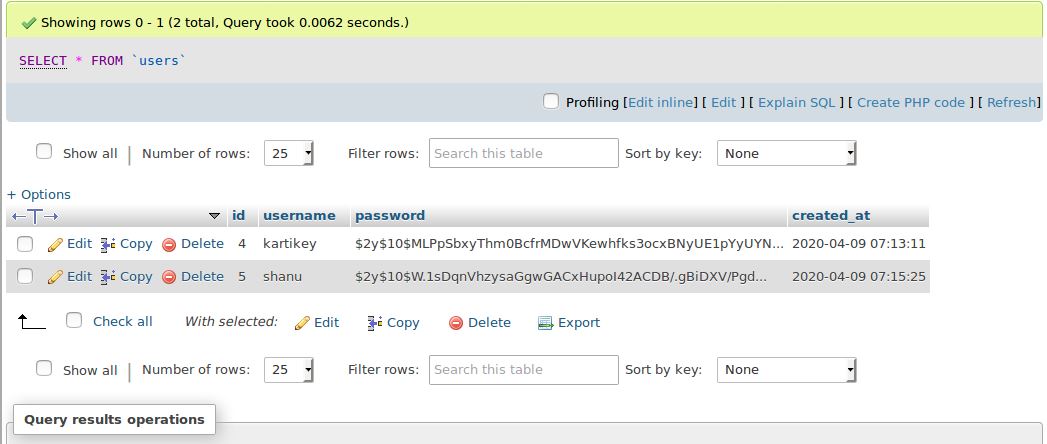 Showing rows 0 - 1 (2 total, Query took 0.0062 seconds.)
SELECT * FROM `users`
Profiling [Edit inline] [ Edit ] [ Explain SQL ] [ Create PHP code ] [ Refresh]
Show all | Number of rows: 25 Filter rows: Search this table Sort by key: None
+ Options
←T→ id username password created_at
Edit Copy Delete 4 kartikey $2y$10$MLPpSbxyThm0BcfrMDwVKewhfks3ocxBNyUE1pYyUYN... 2020-04-09 07:13:11
Edit Copy Delete 5 shanu $2y$10$W.1sDqnVhzysaGgwGACxHupoI42ACDB/.gBiDXV/Pgd... 2020-04-09 07:15:25
Check all With selected: Edit Copy Delete Export
Show all | Number of rows: 25 Filter rows: Search this table Sort by key: None
Query results operations